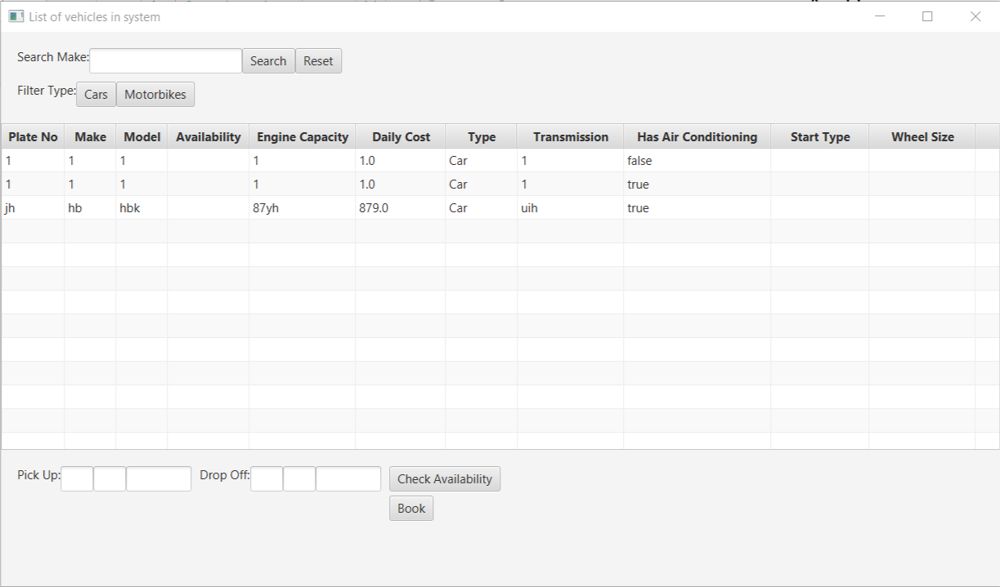 List of vehicles in system
Search Make: Search Reset
Filter Type: Cars Motorbikes
Plate No Make Model Availability Engine Capacity Daily Cost Type Transmission Has Air Conditioning Start Type Wheel Size
1 1 1 1 1.0 Car 1 false
1 1 1 1 1.0 Car 1 true
jh hb hbk 87yh 879.0 Car uih true
Pick Up: Drop Off: Check Availability
Book